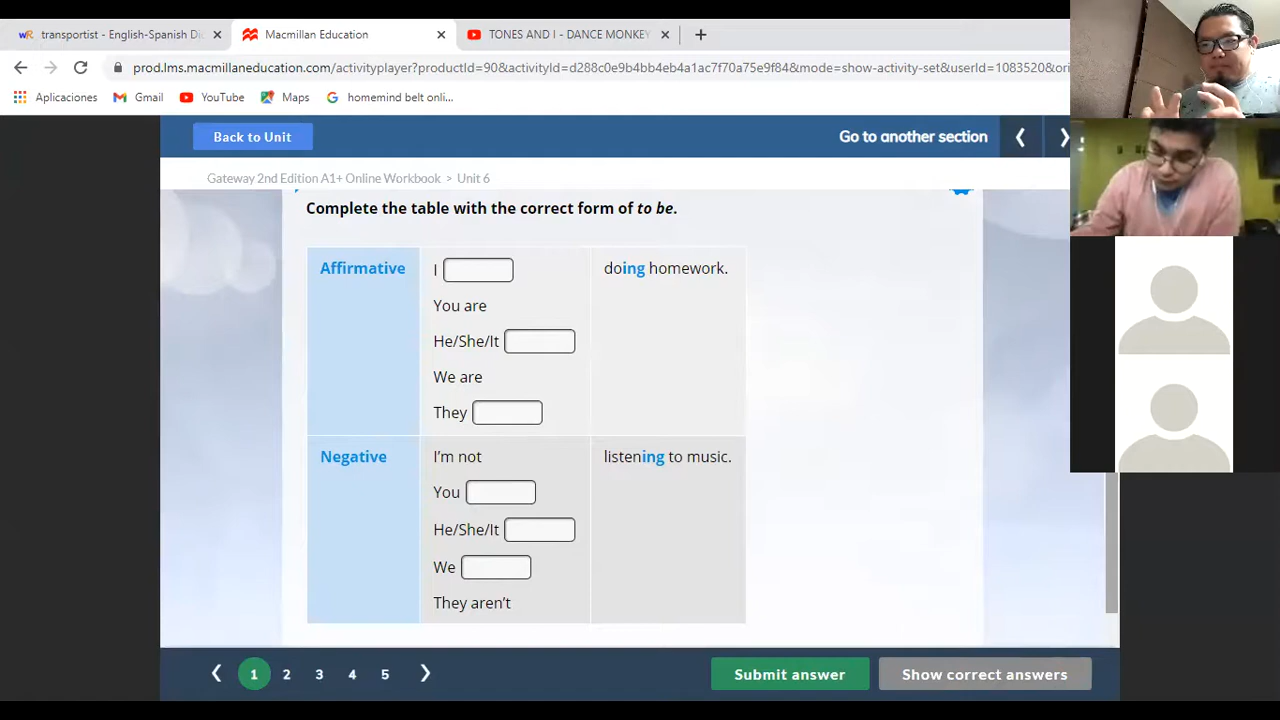 transportist - English-Spanish Dic
Macmillan Education
TONES AND I - DANCE MONKEY
prod.lms.macmillaneducation.com/activityplayer?productId=90&activityId=d288c0e9b4bb4eb4a1ac7f70a75e9f84&mode=show-activity-set&userId=1083520&ori
Aplicaciones
Gmail
YouTube
Maps
homemind belt onli...
Back to Unit
Go to another section
Gateway 2nd Edition A1+ Online Workbook > Unit 6
Complete the table with the correct form of to be.
Affirmative
I
doing homework.
You are
He/She/It
We are
They
Negative
I'm not
listening to music.
You
He/She/It
We
They aren't
1 2 3 4 5
Submit answer
Show correct answers